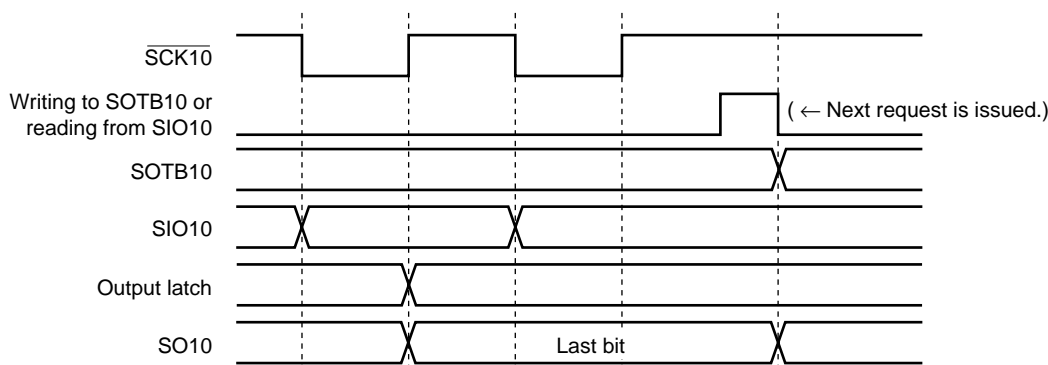 SCK10
Writing to SOTB10 or
reading from SIO10
( ← Next request is issued.)
SOTB10
SIO10
Output latch
SO10
Last bit